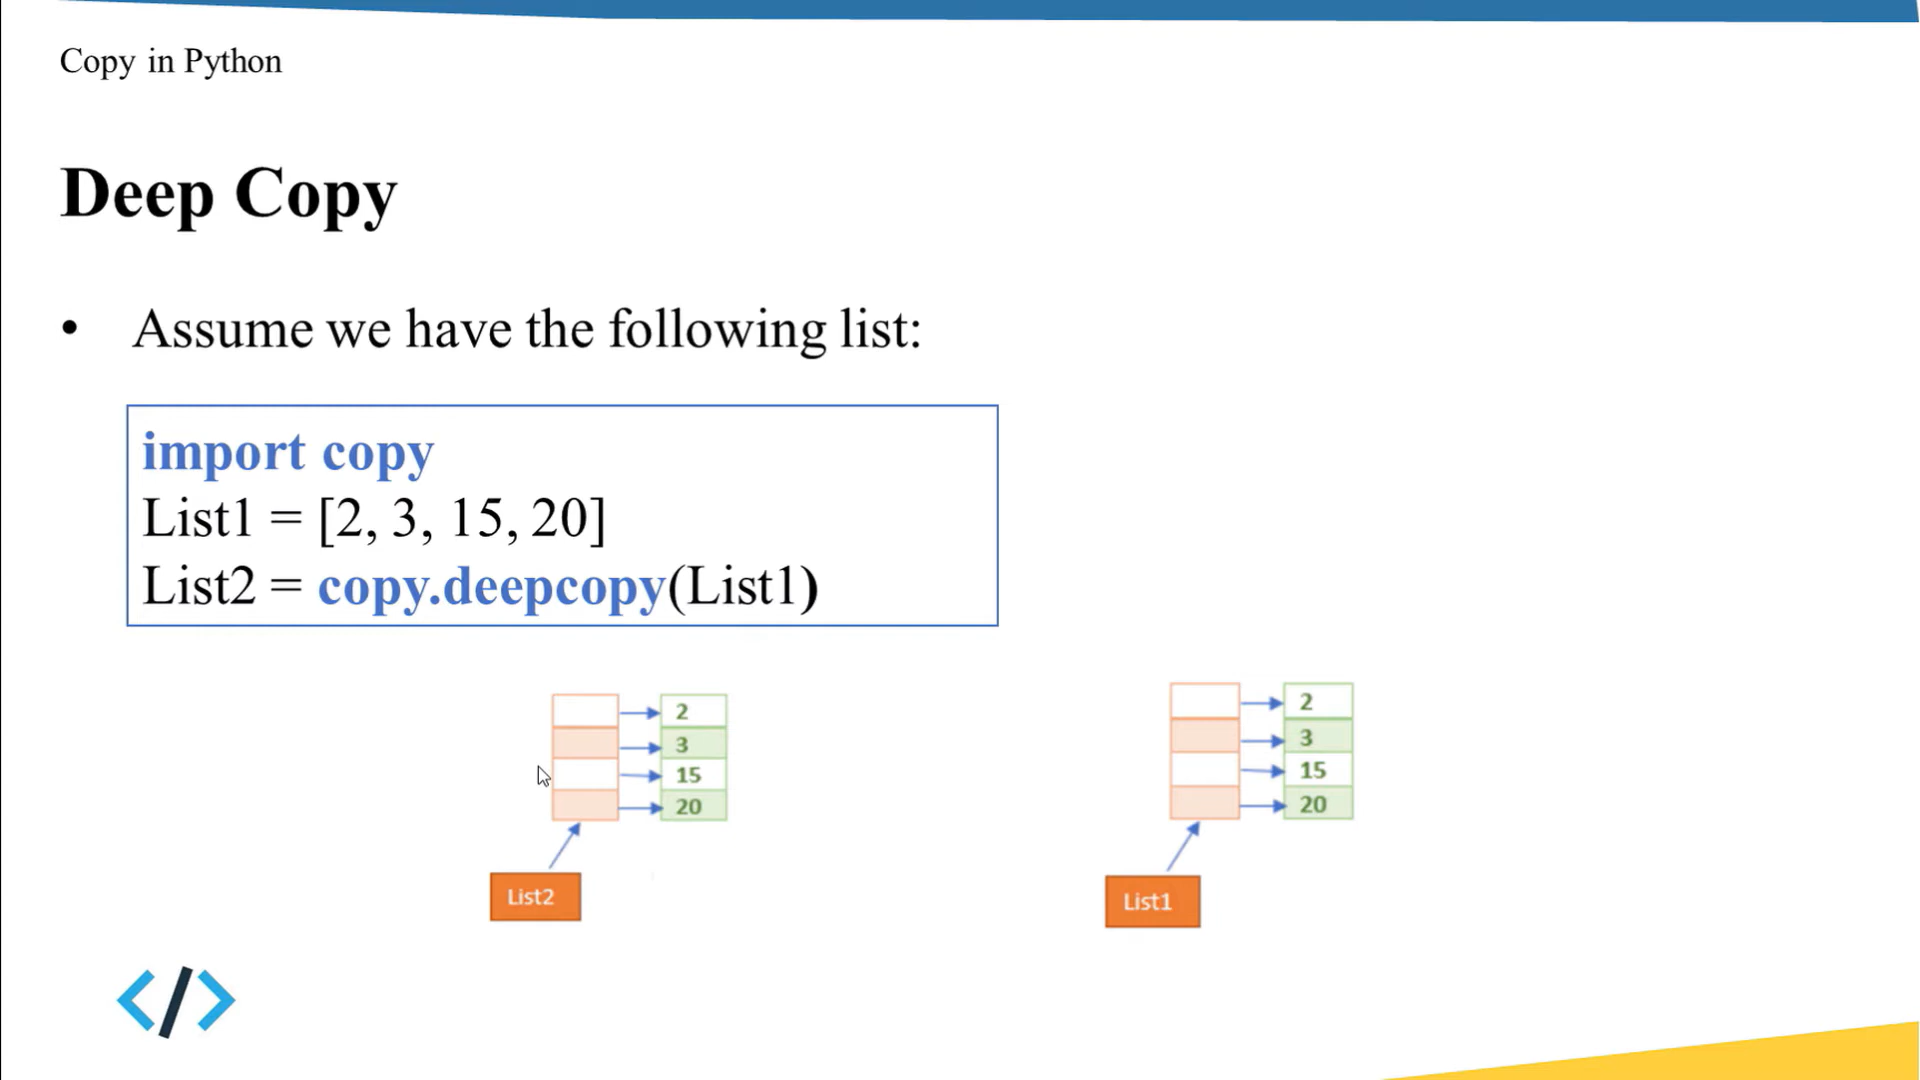 Copy in Python
Deep Copy
• Assume we have the following list:
import copy
List1 = [2, 3, 15, 20]
List2 = copy.deepcopy(List1)
2
3
15
20
List2
2
3
15
20
List1
</>